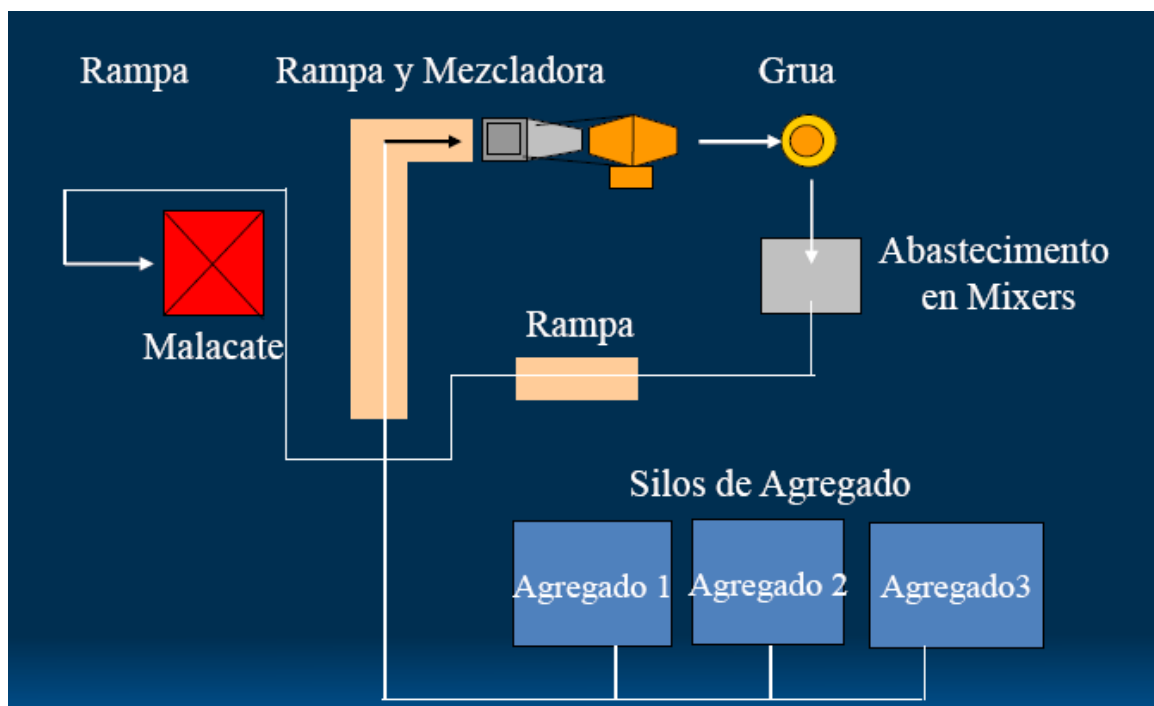 Rampa
Rampa y Mezcladora
Grua
Abastecimento
en Mixers
Malacate
Rampa
Silos de Agregado
Agregado 1
Agregado 2
Agregado3